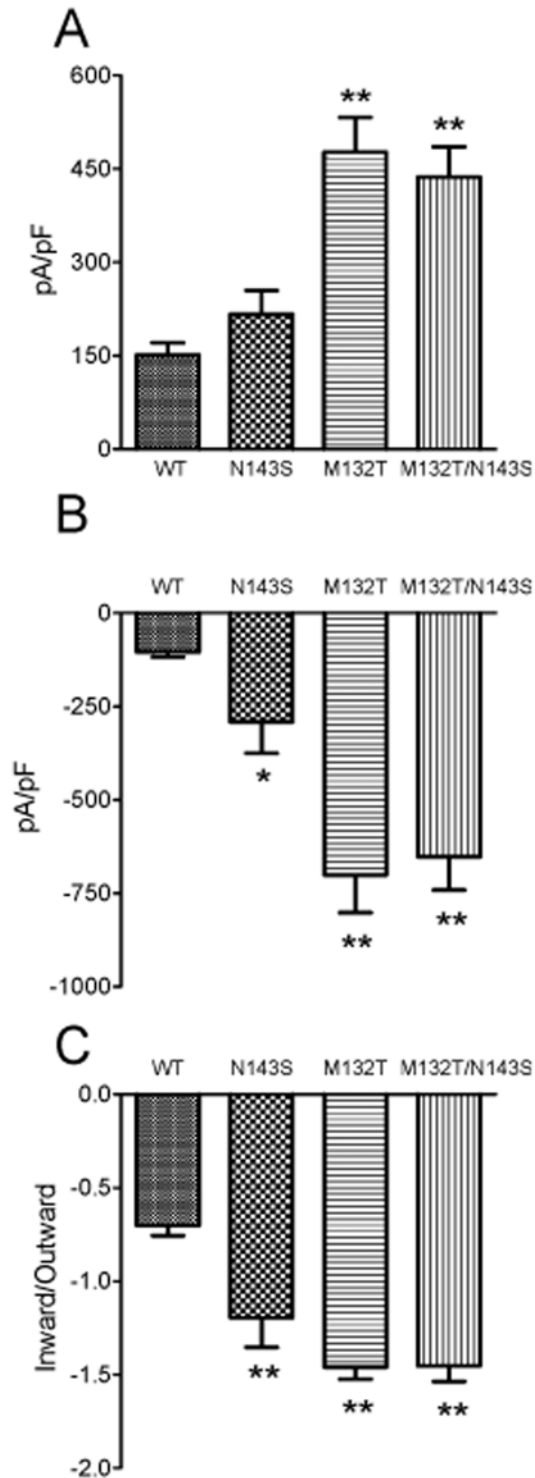 A
600
450
300
150
0
pA/pF
** **
WT N143S M132T M132T/N143S
B
WT N143S M132T M132T/N143S
0
-250
-500
-750
-1000
pA/pF
* ** **
C
WT N143S M132T M132T/N143S
0.0
-0.5
-1.0
-1.5
-2.0
Inward/Outward
** ** **